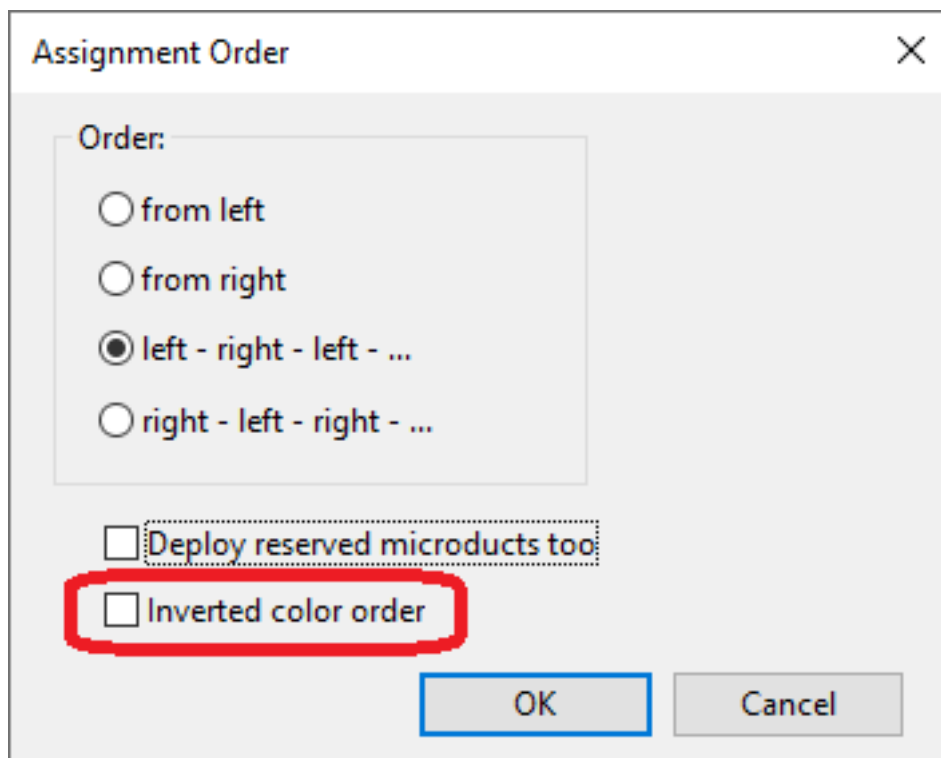 Assignment Order
Order:
from left
from right
left - right - left - ...
right - left - right - ...
Deploy reserved microducts too
Inverted color order
OK
Cancel